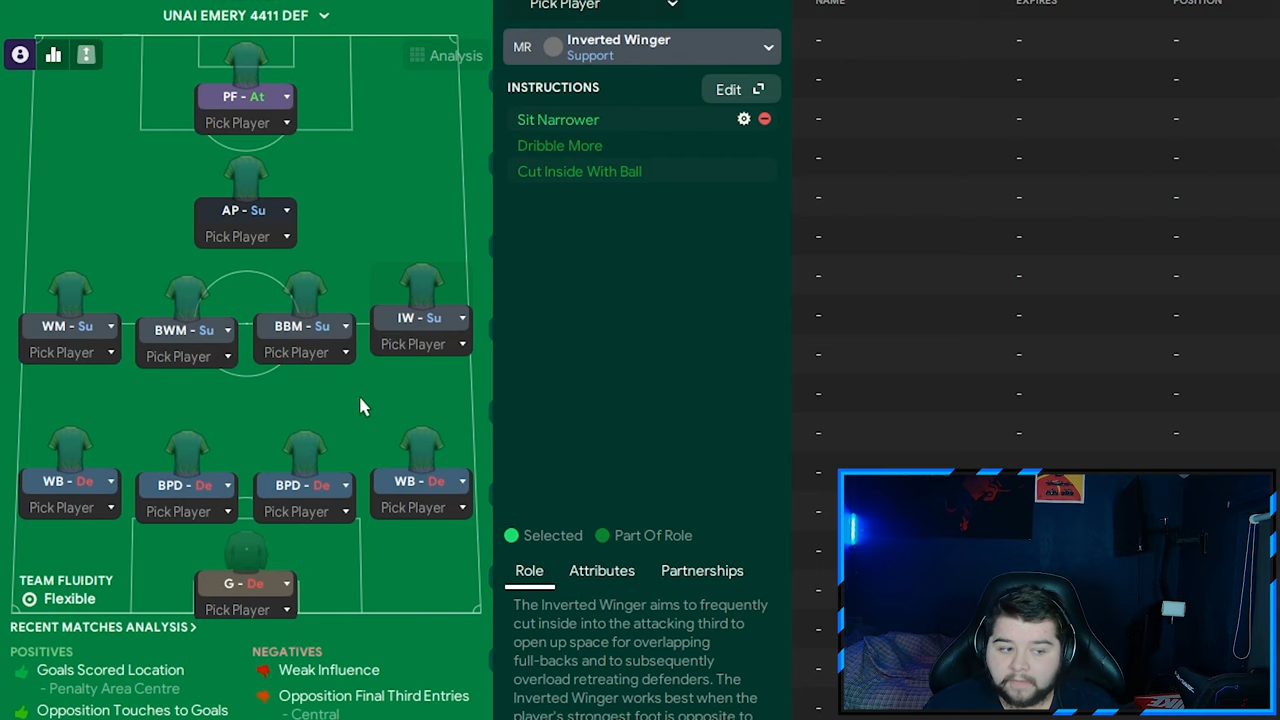 UNAI EMERY 4411 DEF
Analysis
PF - At
Pick Player
AP - Su
Pick Player
WM - Su
Pick Player
BWM - Su
Pick Player
BBM - Su
Pick Player
IW - Su
Pick Player
WB - De
Pick Player
BPD - De
Pick Player
BPD - De
Pick Player
WB - De
Pick Player
G - De
Pick Player
TEAM FLUIDITY
Flexible
RECENT MATCHES ANALYSIS >
POSITIVES
Goals Scored Location
- Penalty Area Centre
Opposition Touches to Goals
NEGATIVES
Weak Influence
Opposition Final Third Entries
- Central
Pick Player
MR Inverted Winger
Support
INSTRUCTIONS
Edit
Sit Narrower
Dribble More
Cut Inside With Ball
Selected Part Of Role
Role Attributes Partnerships
The Inverted Winger aims to frequently
cut inside into the attacking third to
open up space for overlapping
full-backs and to subsequently
overload retreating defenders. The
Inverted Winger works best when the
player's strongest foot is opposite to
NAME EXPIRES POSITION